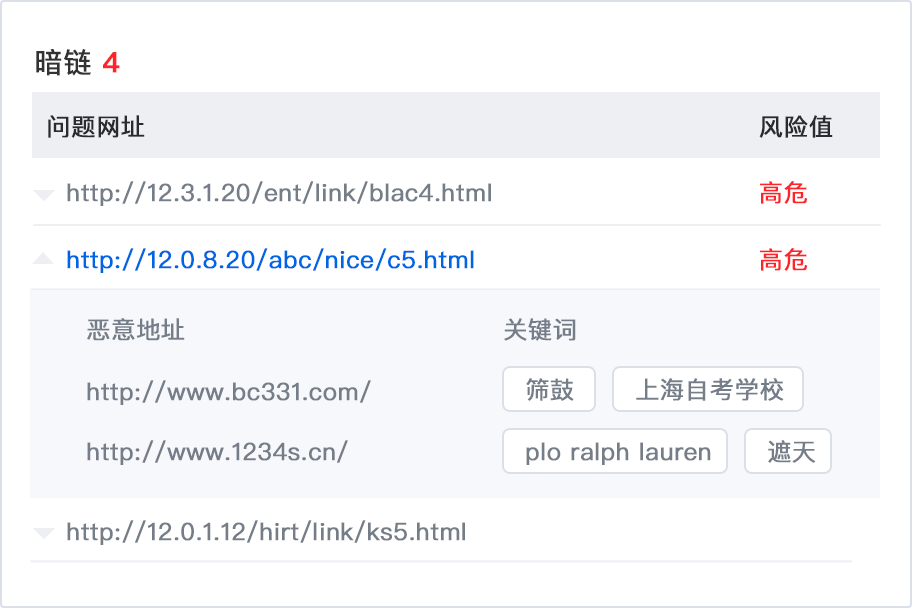 暗链 4
问题网址 风险值
http://12.3.1.20/ent/link/blac4.html 高危
http://12.0.8.20/abc/nice/c5.html 高危
恶意地址 关键词
http://www.bc331.com/ 筛鼓 上海自考学校
http://www.1234s.cn/ plo ralph lauren 遮天
http://12.0.1.12/hirt/link/ks5.html